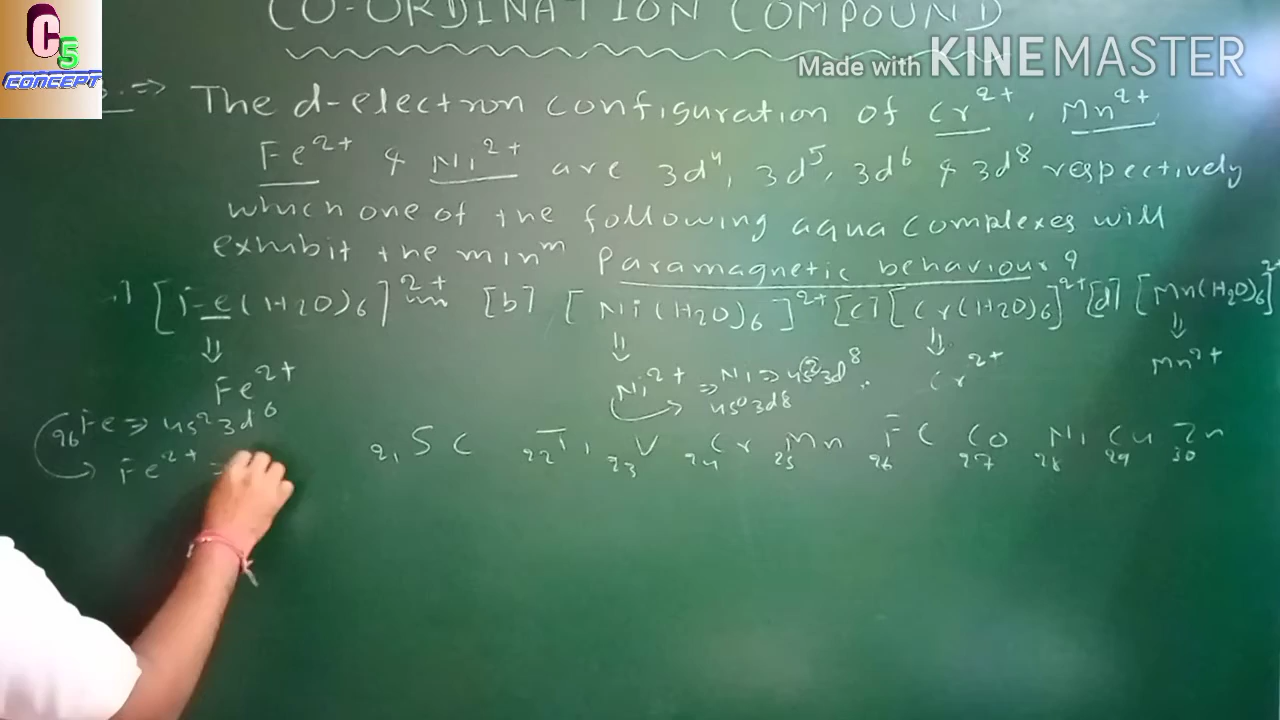 C5
CONCEPT
CO-ORDINATION COMPOUND
Made with KINEMASTER
⇒ The d-electron configuration of Cr²⁺, Mn²⁺
Fe²⁺ & Ni²⁺ are 3d⁴, 3d⁵, 3d⁶ & 3d⁸ respectively
which one of the following aqua complexes will
exhibit the minᵐ Paramagnetic behaviour?
] [Fe(H2O)6]²⁺ [b] [Ni(H2O)6]²⁺ [c] [Cr(H2O)6]²⁺ [d] [Mn(H2O)6]²⁺
⇓ ⇓ ⇓ ⇓
Fe²⁺ Ni²⁺ ⇒ Ni ⇒ 4s²3d⁸ Cr²⁺ Mn²⁺
4s⁰3d8
26Fe ⇒ 4s²3d⁶
Fe²⁺ =
21SC 22Ti 23V 24Cr 25Mn 26Fe 27Co 28Ni 29Cu 30Zn